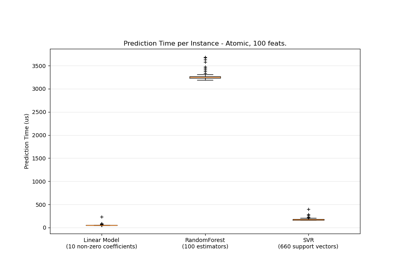 Prediction Time per Instance - Atomic, 100 feats.
3500
3000
2500
2000
1500
1000
500
0
Prediction Time (us)
Linear Model
(10 non-zero coefficients)
RandomForest
(100 estimators)
SVR
(660 support vectors)